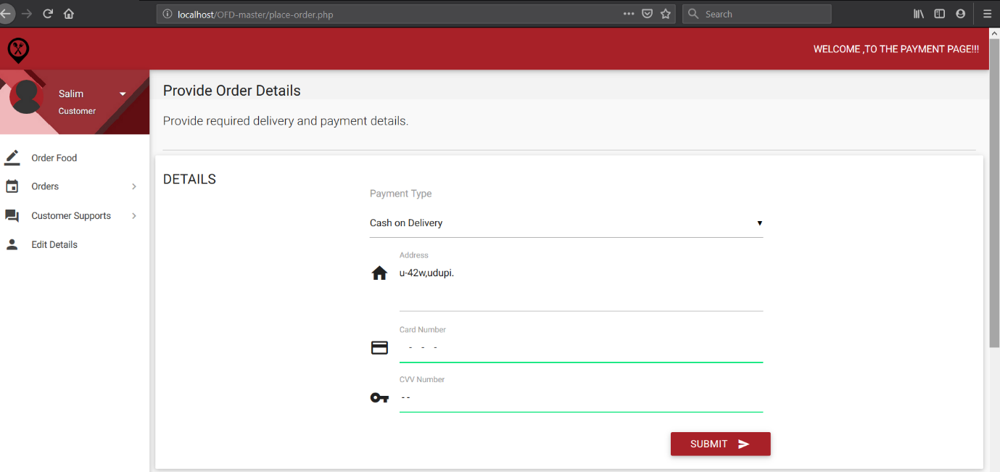 localhost/OFD-master/place-order.php
Search
WELCOME ,TO THE PAYMENT PAGE!!!
Salim
Customer
Order Food
Orders
Customer Supports
Edit Details
Provide Order Details
Provide required delivery and payment details.
DETAILS
Payment Type
Cash on Delivery
Address
u-42w,udupi.
Card Number
- - -
CVV Number
- -
SUBMIT